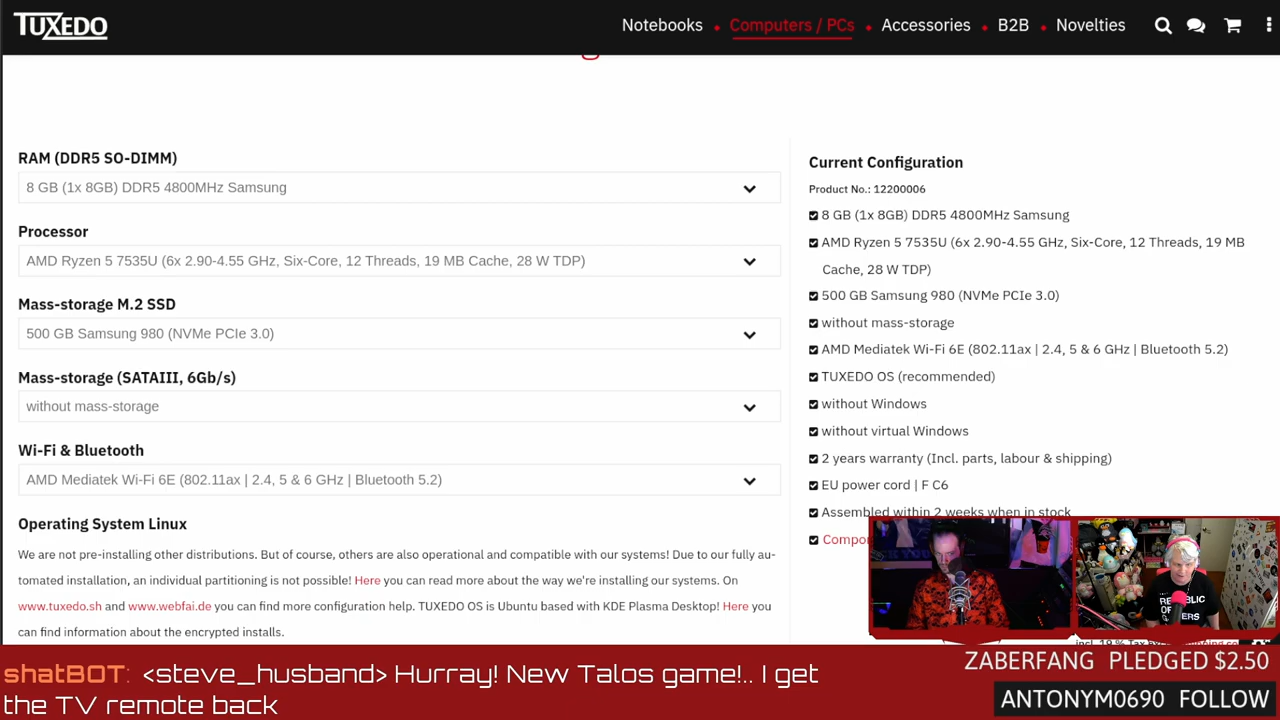 TUXEDO
Notebooks • Computers / PCs • Accessories • B2B • Novelties
RAM (DDR5 SO-DIMM)
8 GB (1x 8GB) DDR5 4800MHz Samsung
Processor
AMD Ryzen 5 7535U (6x 2.90-4.55 GHz, Six-Core, 12 Threads, 19 MB Cache, 28 W TDP)
Mass-storage M.2 SSD
500 GB Samsung 980 (NVMe PCIe 3.0)
Mass-storage (SATAIII, 6Gb/s)
without mass-storage
Wi-Fi & Bluetooth
AMD Mediatek Wi-Fi 6E (802.11ax | 2.4, 5 & 6 GHz | Bluetooth 5.2)
Operating System Linux
We are not pre-installing other distributions. But of course, others are also operational and compatible with our systems! Due to our fully au-
tomated installation, an individual partitioning is not possible! Here you can read more about the way we're installing our systems. On
www.tuxedo.sh and www.webfai.de you can find more configuration help. TUXEDO OS is Ubuntu based with KDE Plasma Desktop! Here you
can find information about the encrypted installs.
Current Configuration
Product No.: 12200006
8 GB (1x 8GB) DDR5 4800MHz Samsung
AMD Ryzen 5 7535U (6x 2.90-4.55 GHz, Six-Core, 12 Threads, 19 MB
Cache, 28 W TDP)
500 GB Samsung 980 (NVMe PCIe 3.0)
without mass-storage
AMD Mediatek Wi-Fi 6E (802.11ax | 2.4, 5 & 6 GHz | Bluetooth 5.2)
TUXEDO OS (recommended)
without Windows
without virtual Windows
2 years warranty (Incl. parts, labour & shipping)
EU power cord | F C6
Assembled within 2 weeks when in stock
shatBOT: <steve_husband> Hurray! New Talos game!.. I get
the TV remote back
ZABERFANG PLEDGED $2.50
ANTONYM0690 FOLLOW